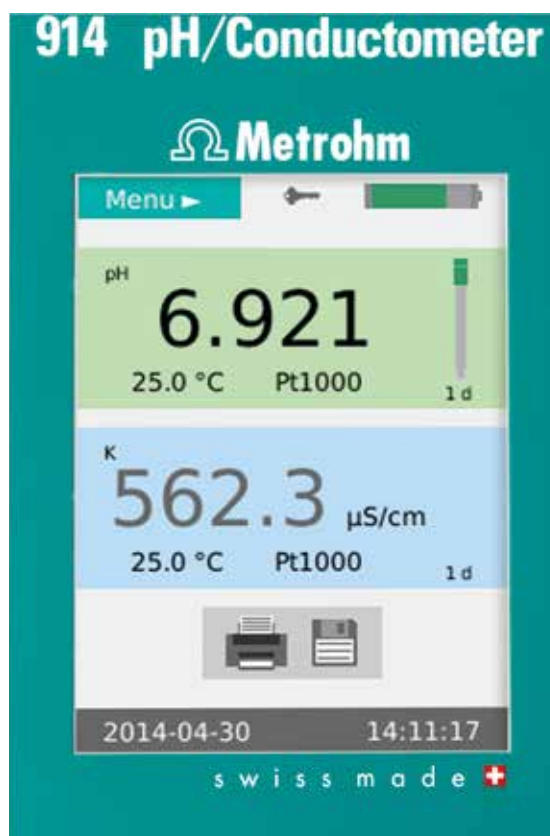 914 pH/Conductometer
Metrohm
Menu ►
pH
6.921
25.0 °C Pt1000
1 d
K
562.3 µS/cm
25.0 °C Pt1000
1 d
2014-04-30 14:11:17
swiss made